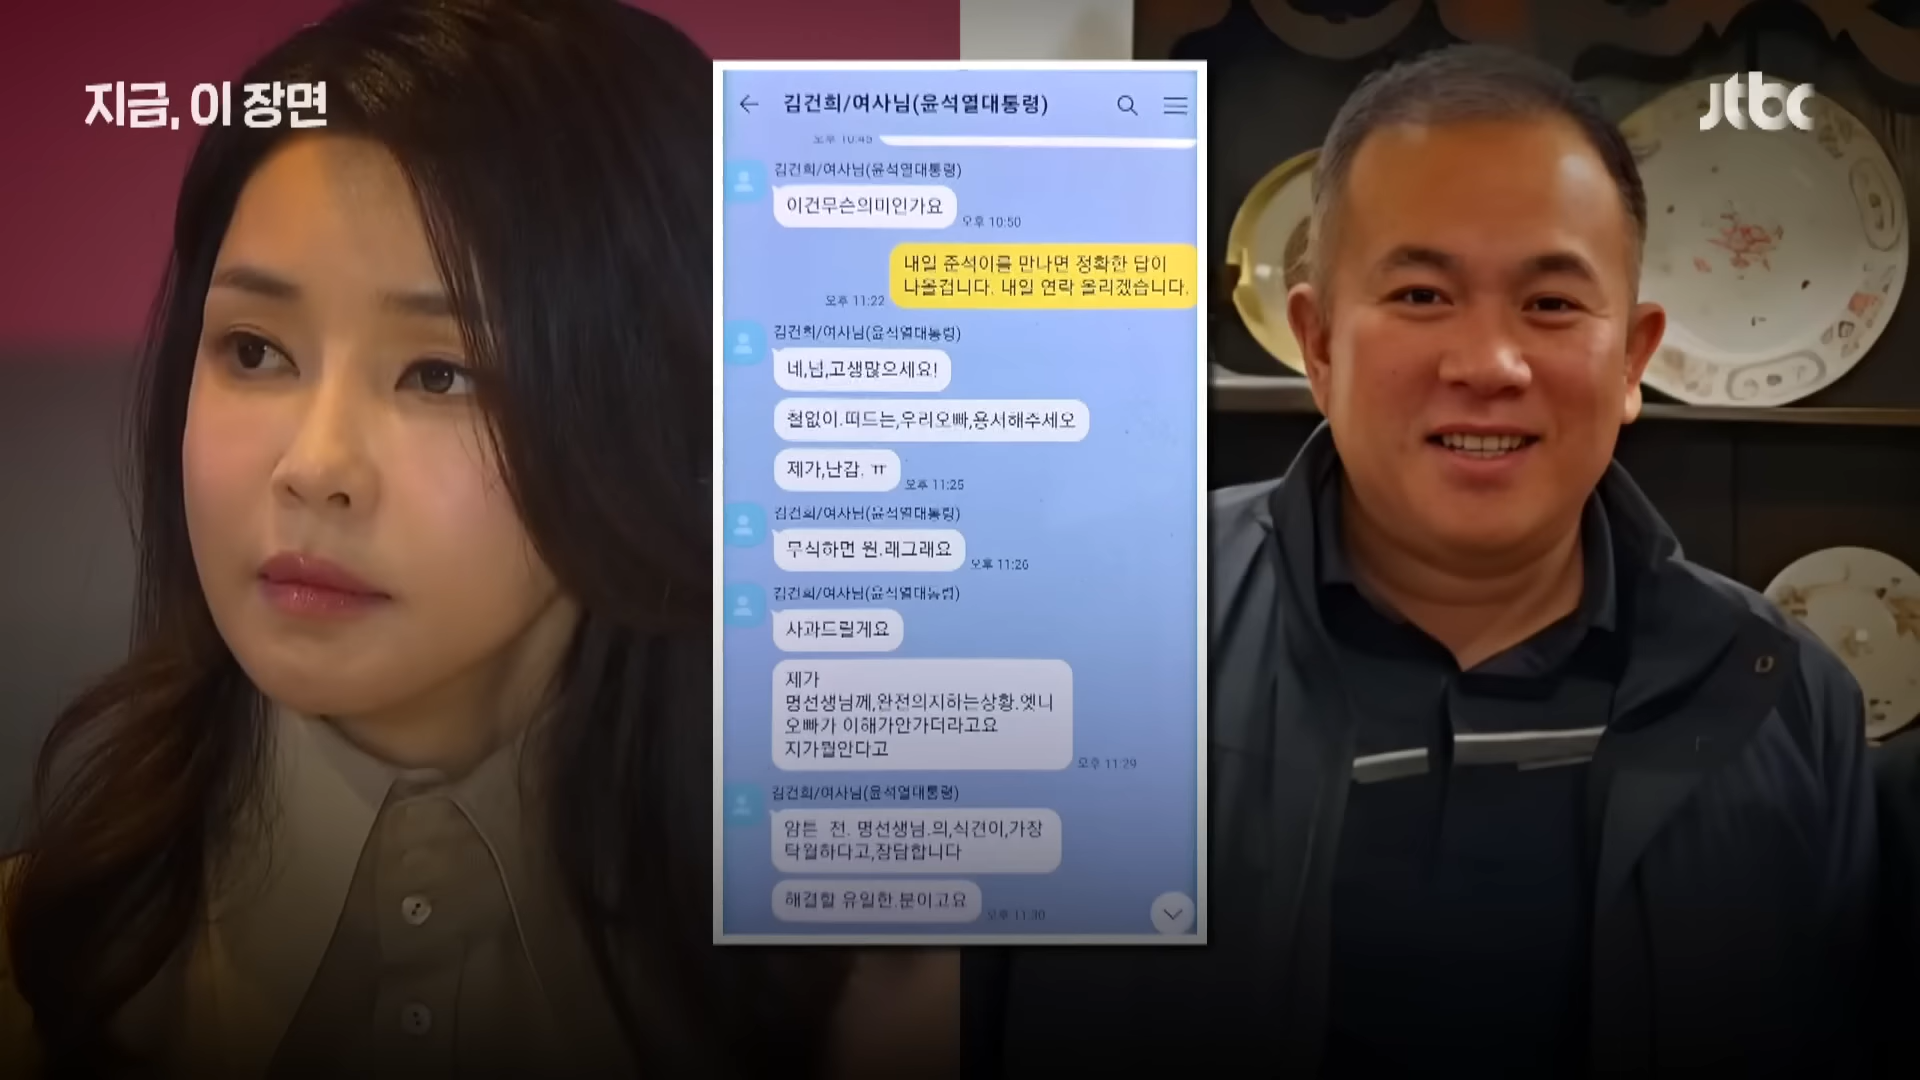 지금, 이 장면
jtbc
김건희/여사님(윤석열대통령)
오후 10:45
김건희/여사님(윤석열대통령)
이건무슨의미인가요
오후 10:50
내일 준석이를 만나면 정확한 답이
나올겁니다. 내일 연락 올리겠습니다.
오후 11:22
김건희/여사님(윤석열대통령)
네,넘,고생많으세요!
철없이.떠드는,우리오빠,용서해주세오
제가,난감. ㅠ
오후 11:25
김건희/여사님(윤석열대통령)
무식하면 원.래그래요
오후 11:26
김건희/여사님(윤석열대통령)
사과드릴게요
제가
명선생님께,완전의지하는상황.엣니
오빠가 이해가안가더라고요
지가뭘안다고
오후 11:29
김건희/여사님(윤석열대통령)
암튼 전. 명선생님.의,식견이,가장
탁월하다고,장담합니다
해결할 유일한.분이고요
오후 11:30